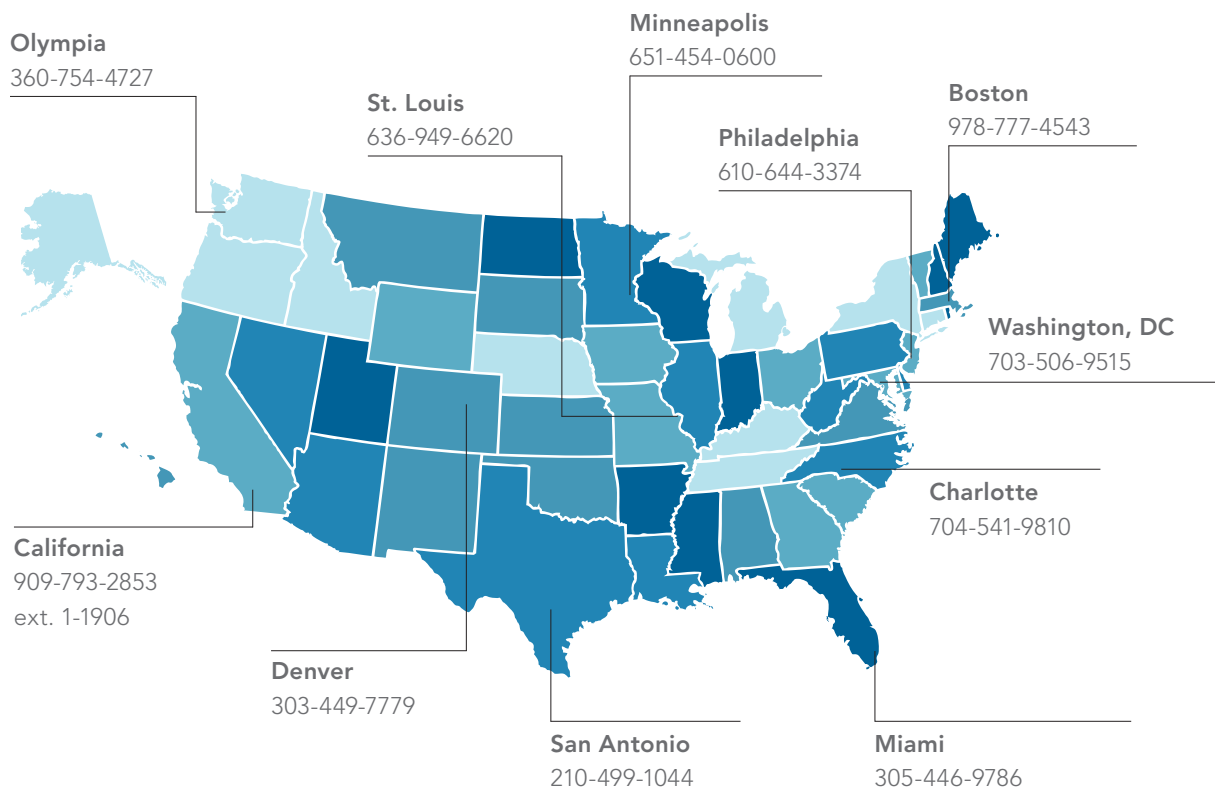 Minneapolis
651-454-0600
Olympia
360-754-4727
St. Louis
636-949-6620
Boston
978-777-4543
Philadelphia
610-644-3374
Washington, DC
703-506-9515
Charlotte
704-541-9810
California
909-793-2853
ext. 1-1906
Denver
303-449-7779
San Antonio
210-499-1044
Miami
305-446-9786